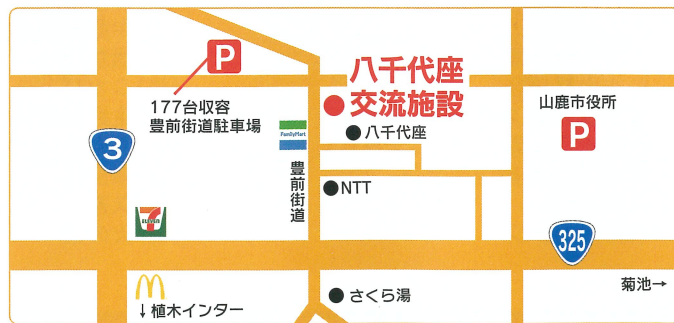 P
八千代座
交流施設
177台収容
豊前街道駐車場
山鹿市役所
P
八千代座
FamilyMart
3
豊前街道
NTT
7
ELEVEN
325
菊池→
さくら湯
↓植木インター